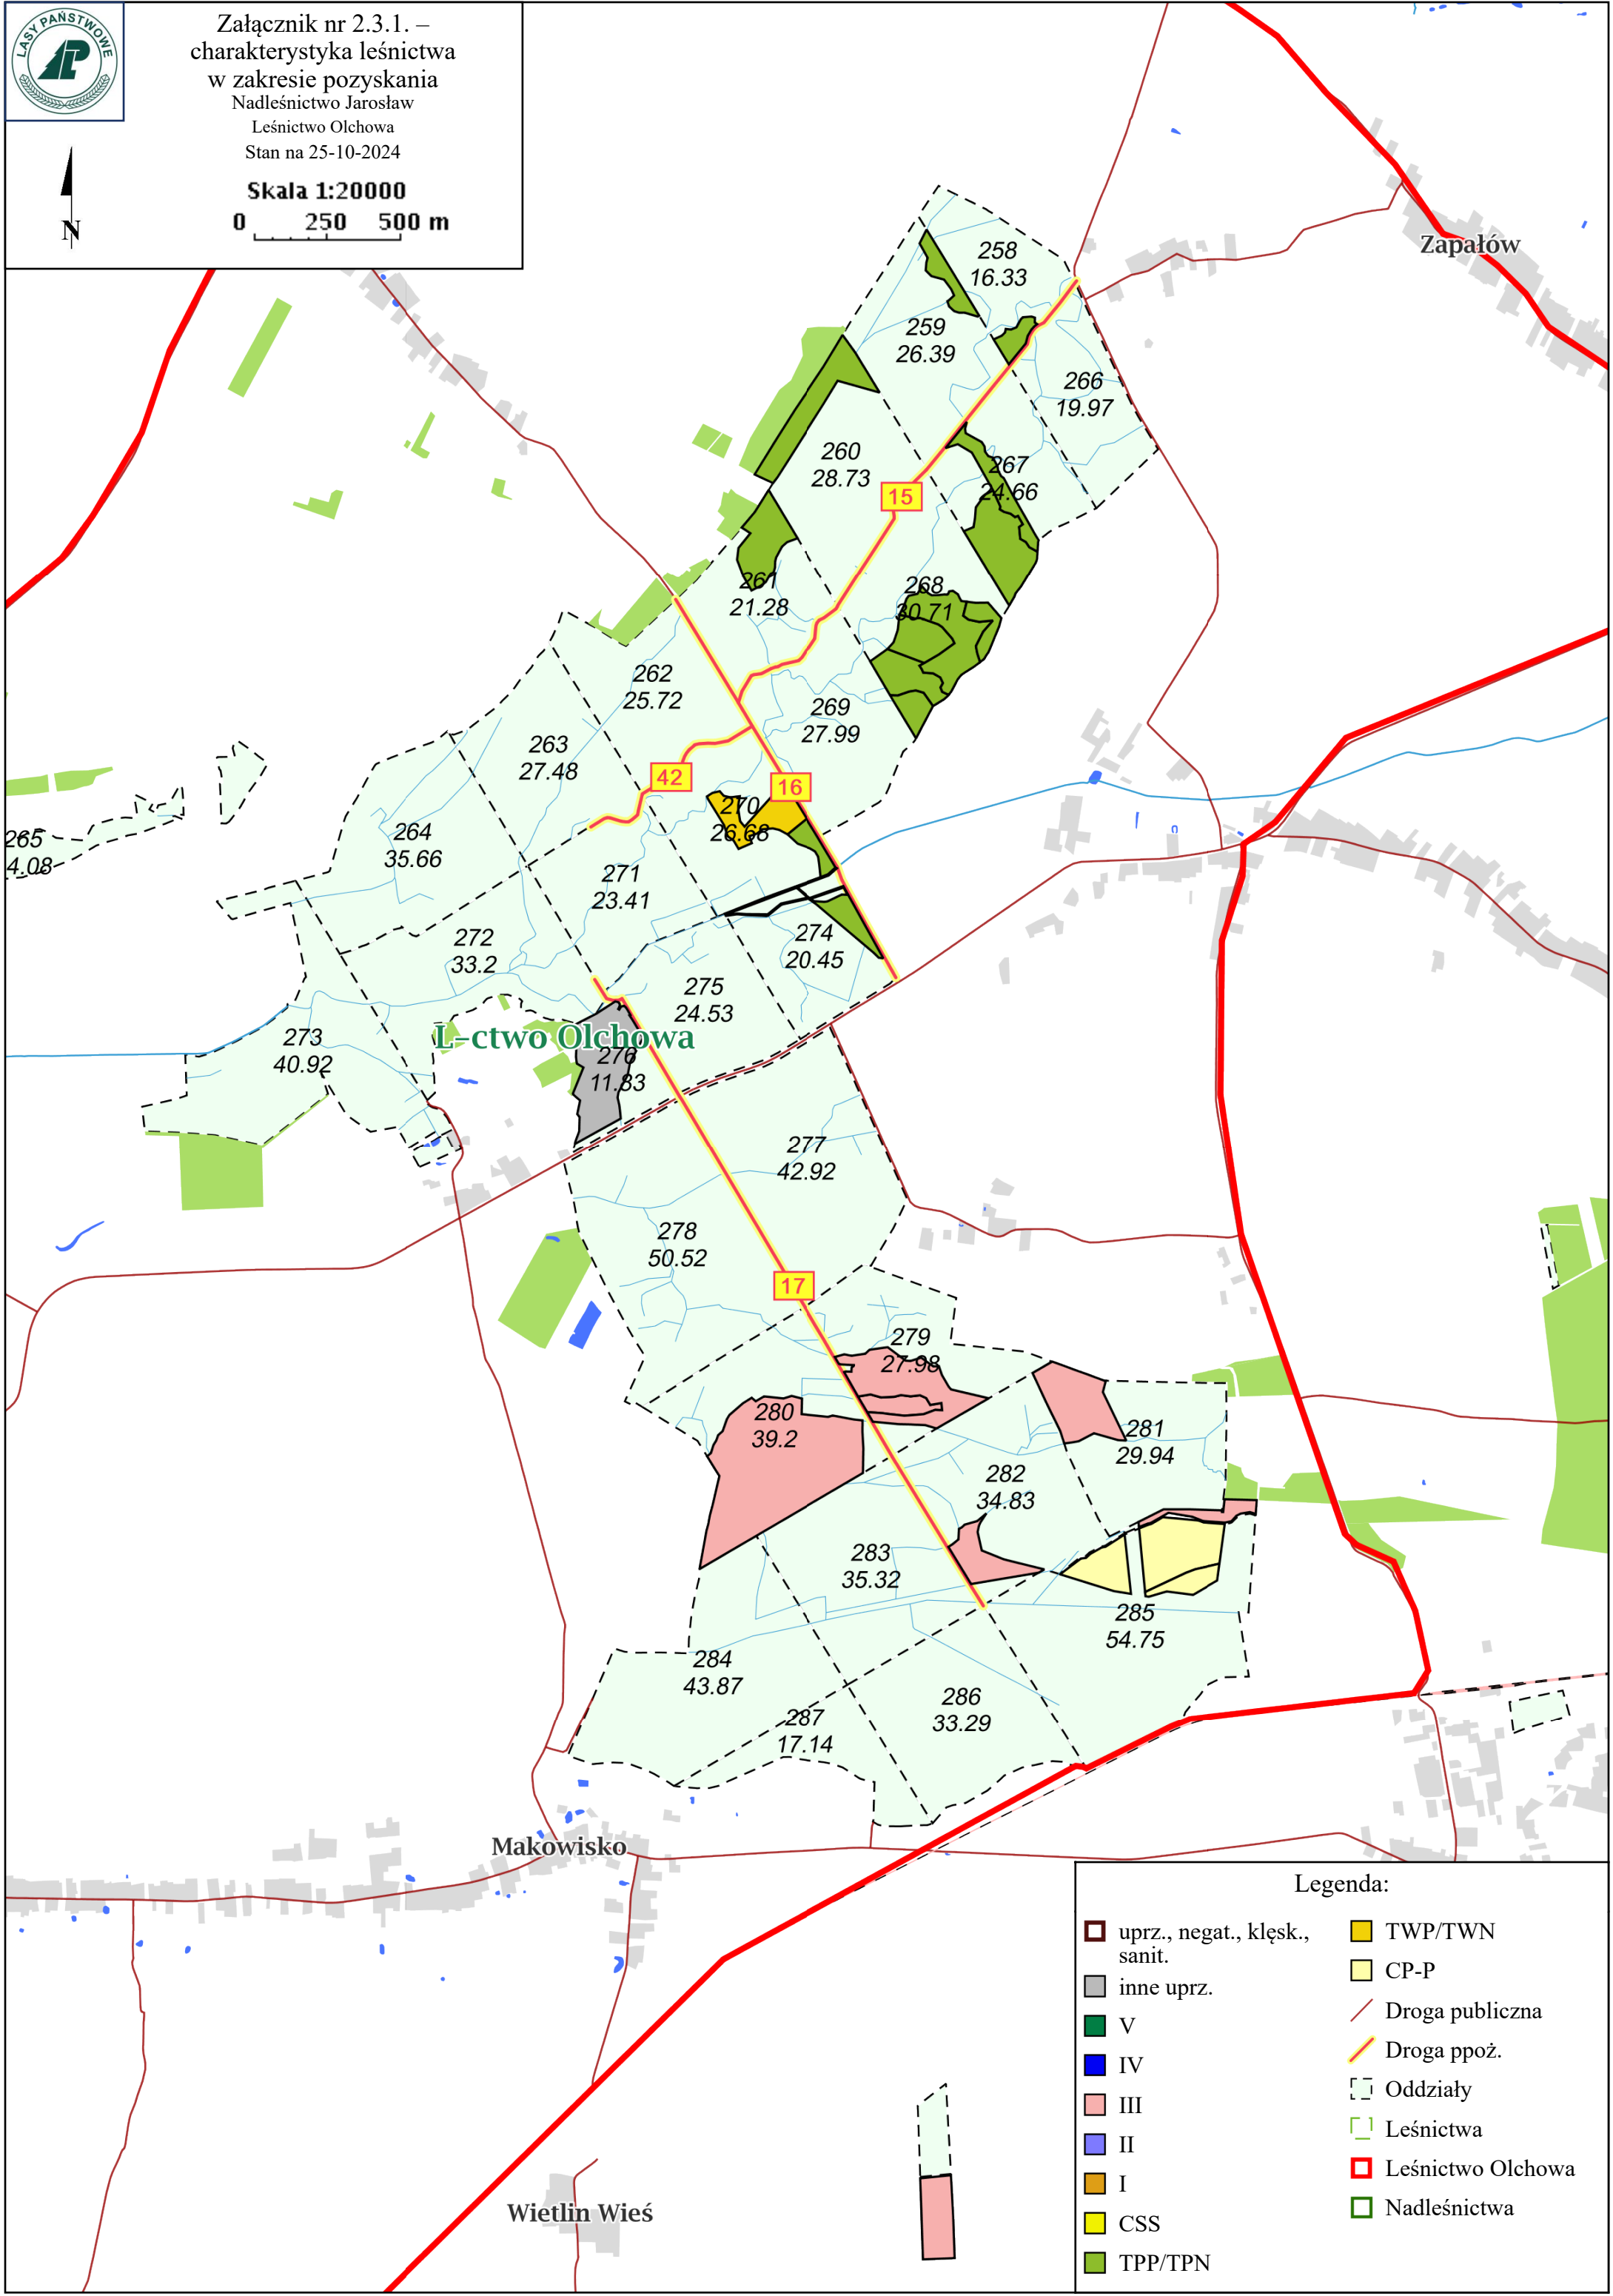 LASY PAŃSTWOWE
Załącznik nr 2.3.1. –
charakterystyka leśnictwa
w zakresie pozyskania
Nadleśnictwo Jarosław
Leśnictwo Olchowa
Stan na 25-10-2024
Skala 1:20000
0 250 500 m
N
Zapałów
258
16.33
259
26.39
266
19.97
260
28.73
267
24.66
15
261
21.28
268
30.71
262
25.72
269
27.99
263
27.48
42
16
270
26.68
264
35.66
265
4.08
271
23.41
272
33.2
274
20.45
275
24.53
273
40.92
L-ctwo Olchowa
276
11.83
277
42.92
278
50.52
17
279
27.98
280
39.2
281
29.94
282
34.83
283
35.32
285
54.75
284
43.87
286
33.29
287
17.14
Makowisko
Wietlin Wieś
Legenda:
uprz., negat., klęsk.,
sanit.
inne uprz.
V
IV
III
II
I
CSS
TPP/TPN
TWP/TWN
CP-P
Droga publiczna
Droga ppoż.
Oddziały
Leśnictwa
Leśnictwo Olchowa
Nadleśnictwa